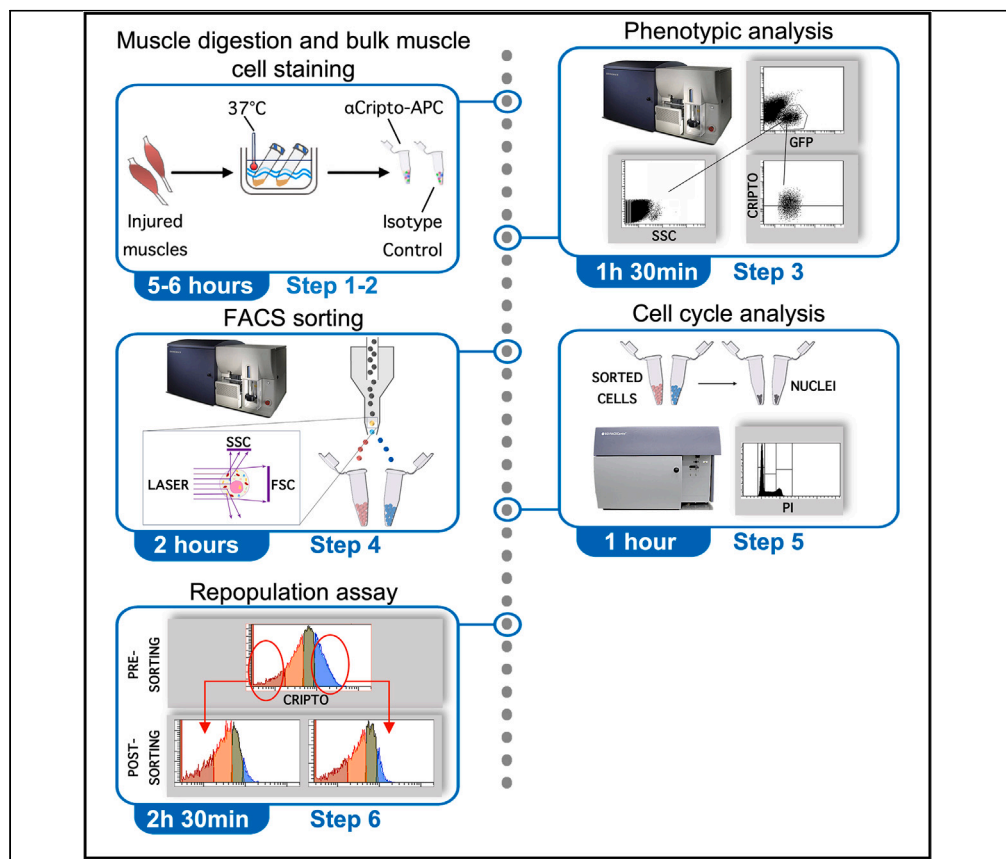 Muscle digestion and bulk muscle
cell staining
37°C
αCripto-APC
Injured
muscles
Isotype
Control
5-6 hours
Step 1-2
Phenotypic analysis
GFP
CRIPTO
SSC
1h 30min
Step 3
FACS sorting
SSC
LASER
FSC
2 hours
Step 4
Cell cycle analysis
SORTED
CELLS
NUCLEI
PI
1 hour
Step 5
Repopulation assay
PRE-
SORTING
CRIPTO
POST-
SORTING
2h 30min
Step 6